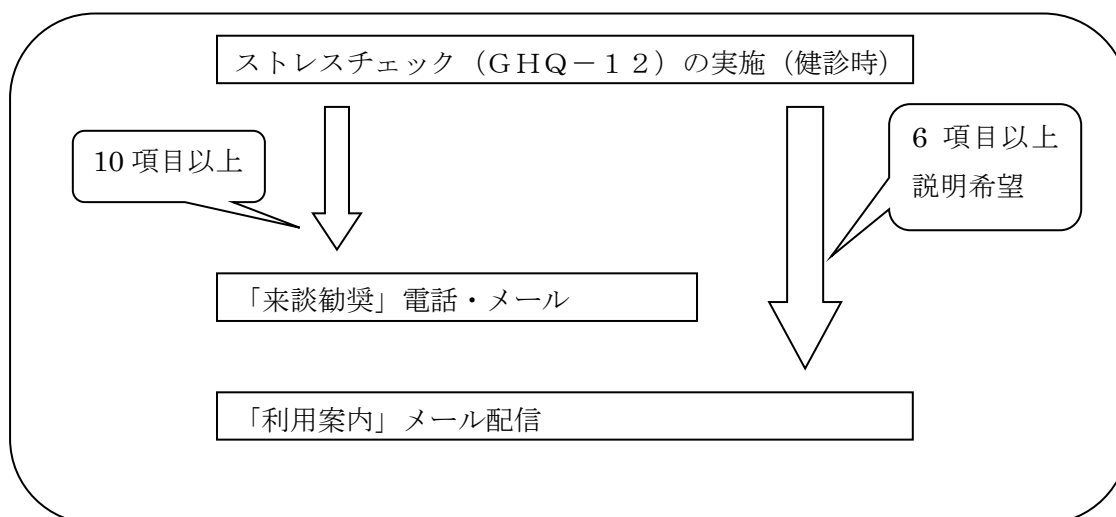 ストレスチェック（ＧＨＱ－１２）の実施（健診時）
10 項目以上
6 項目以上
説明希望
「来談勧奨」電話・メール
「利用案内」メール配信